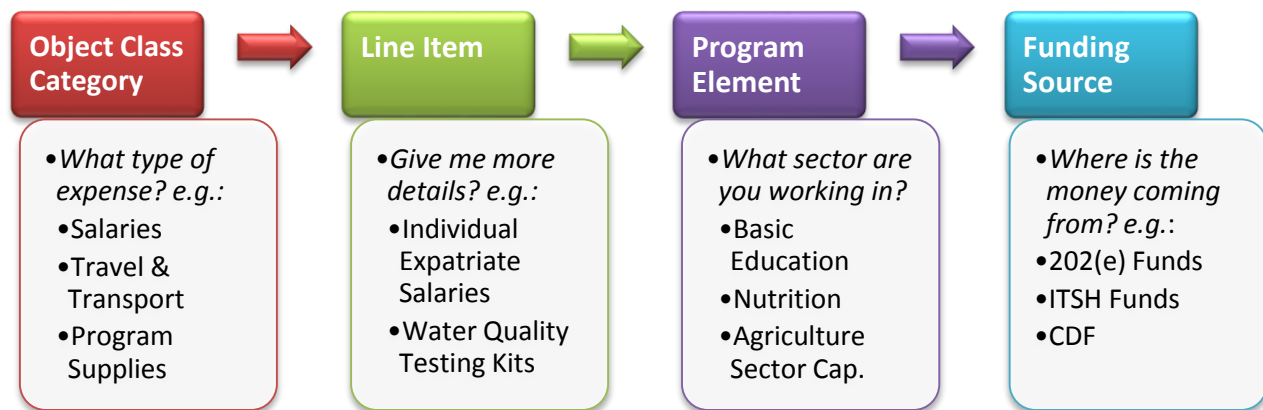 Object Class
Category
•What type of
expense? e.g.:
•Salaries
•Travel &
Transport
•Program
Supplies
Line Item
•Give me more
details? e.g.:
•Individual
Expatriate
Salaries
•Water Quality
Testing Kits
Program
Element
•What sector are
you working in?
•Basic
Education
•Nutrition
•Agriculture
Sector Cap.
Funding
Source
•Where is the
money coming
from? e.g.:
•202(e) Funds
•ITSH Funds
•CDF